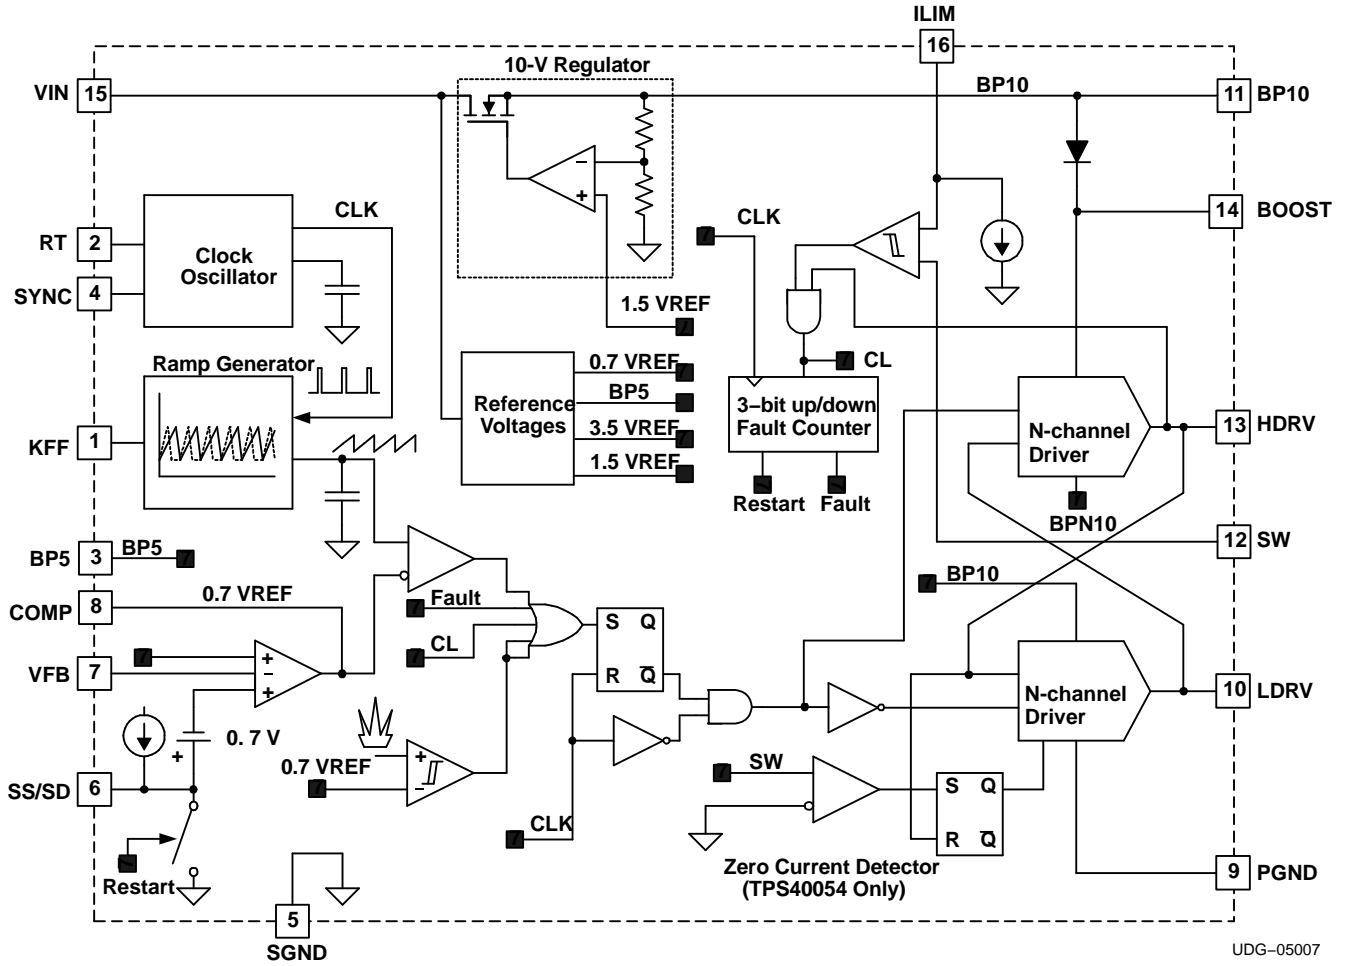 ILIM
16
10-V Regulator
VIN
15
BP10
11
BP10
CLK
CLK
14
BOOST
RT
2
Clock
Oscillator
−
+
SYNC
4
1.5 VREF
Ramp Generator
0.7 VREF
CL
Reference
Voltages
BP5
3−bit up/down
Fault Counter
3.5 VREF
1.5 VREF
KFF
1
N-channel
Driver
13
HDRV
Restart
Fault
BPN10
BP5
3
BP5
12
SW
BP10
COMP
8
0.7 VREF
Fault
CL
S Q
R Q
VFB
7
+
−
+
N-channel
Driver
10
LDRV
0. 7 V
+
0.7 VREF
+
−
SW
SS/SD
6
S Q
R Q
CLK
Restart
Zero Current Detector
(TPS40054 Only)
9
PGND
5
SGND
UDG−05007